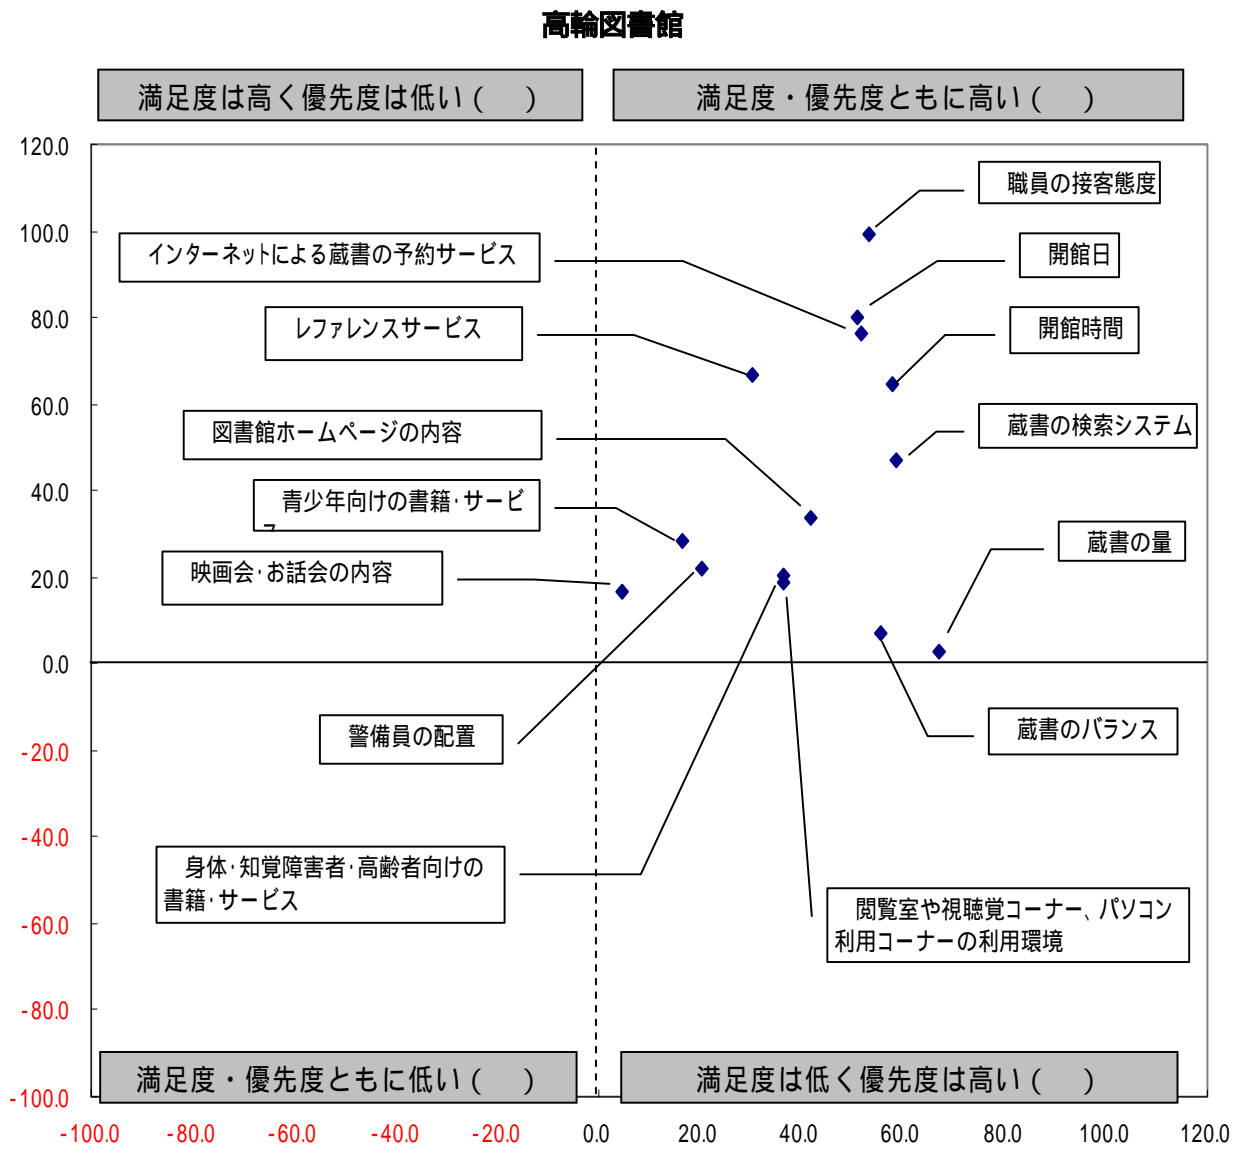 高輪図書館
満足度は高く優先度は低い (　)
満足度・優先度ともに高い (　)
120.0
100.0
80.0
60.0
40.0
20.0
0.0
-20.0
-40.0
-60.0
-80.0
-100.0
職員の接客態度
インターネットによる蔵書の予約サービス
開館日
レファレンスサービス
開館時間
図書館ホームページの内容
蔵書の検索システム
青少年向けの書籍・サービ
映画会・お話会の内容
蔵書の量
警備員の配置
蔵書のバランス
身体・知覚障害者・高齢者向けの
書籍・サービス
閲覧室や視聴覚コーナー、パソコン
利用コーナーの利用環境
満足度・優先度ともに低い (　)
満足度は低く優先度は高い (　)
-100.0
-80.0
-60.0
-40.0
-20.0
0.0
20.0
40.0
60.0
80.0
100.0
120.0